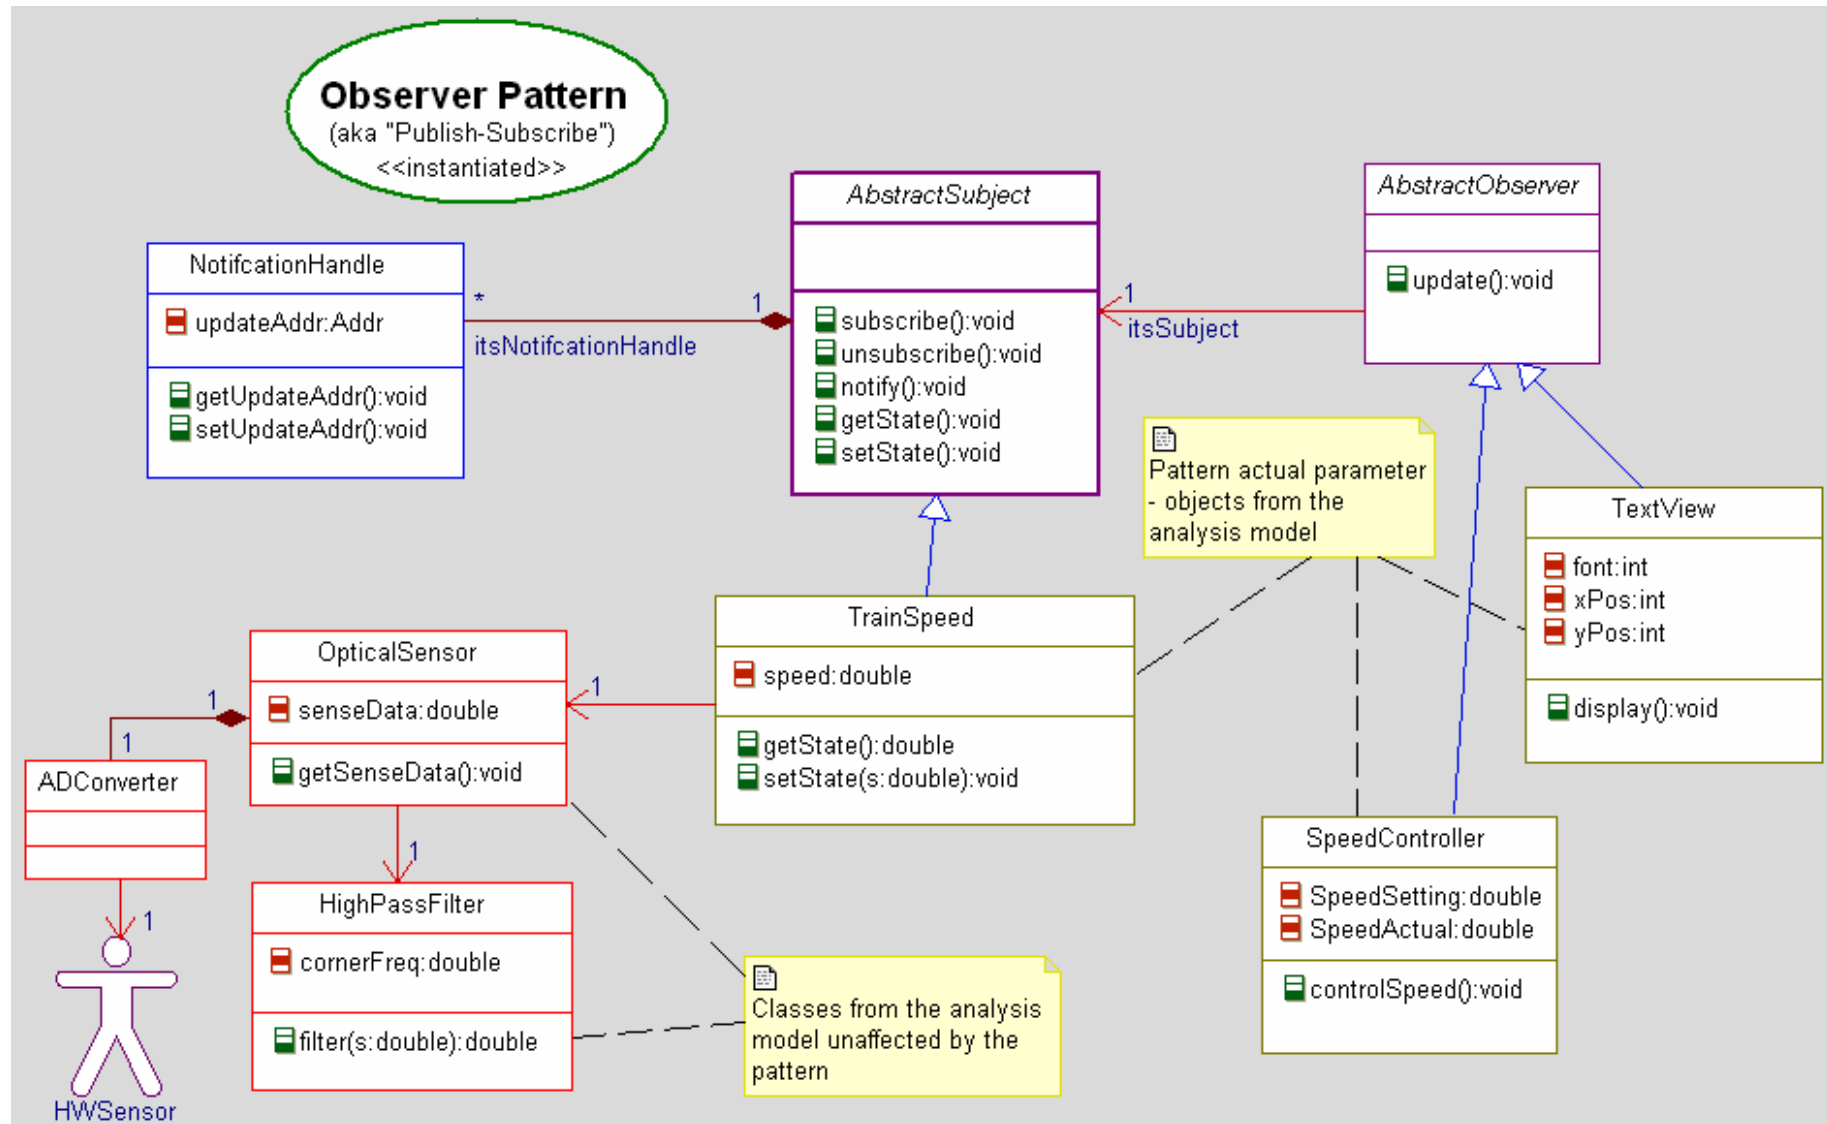 Observer Pattern
(aka "Publish-Subscribe")
<<instantiated>>
AbstractSubject
subscribe():void
unsubscribe():void
notify():void
getState():void
setState():void
AbstractObserver
update():void
NotifcationHandle
updateAddr:Addr
getUpdateAddr():void
setUpdateAddr():void
*
itsNotifcationHandle
1
1
itsSubject
Pattern actual parameter
- objects from the
analysis model
TextView
font:int
xPos:int
yPos:int
display():void
TrainSpeed
speed:double
getState():double
setState(s:double):void
1
OpticalSensor
senseData:double
getSenseData():void
1
1
ADConverter
1
HWSensor
1
HighPassFilter
cornerFreq:double
filter(s:double):double
Classes from the analysis
model unaffected by the
pattern
SpeedController
SpeedSetting:double
SpeedActual:double
controlSpeed():void